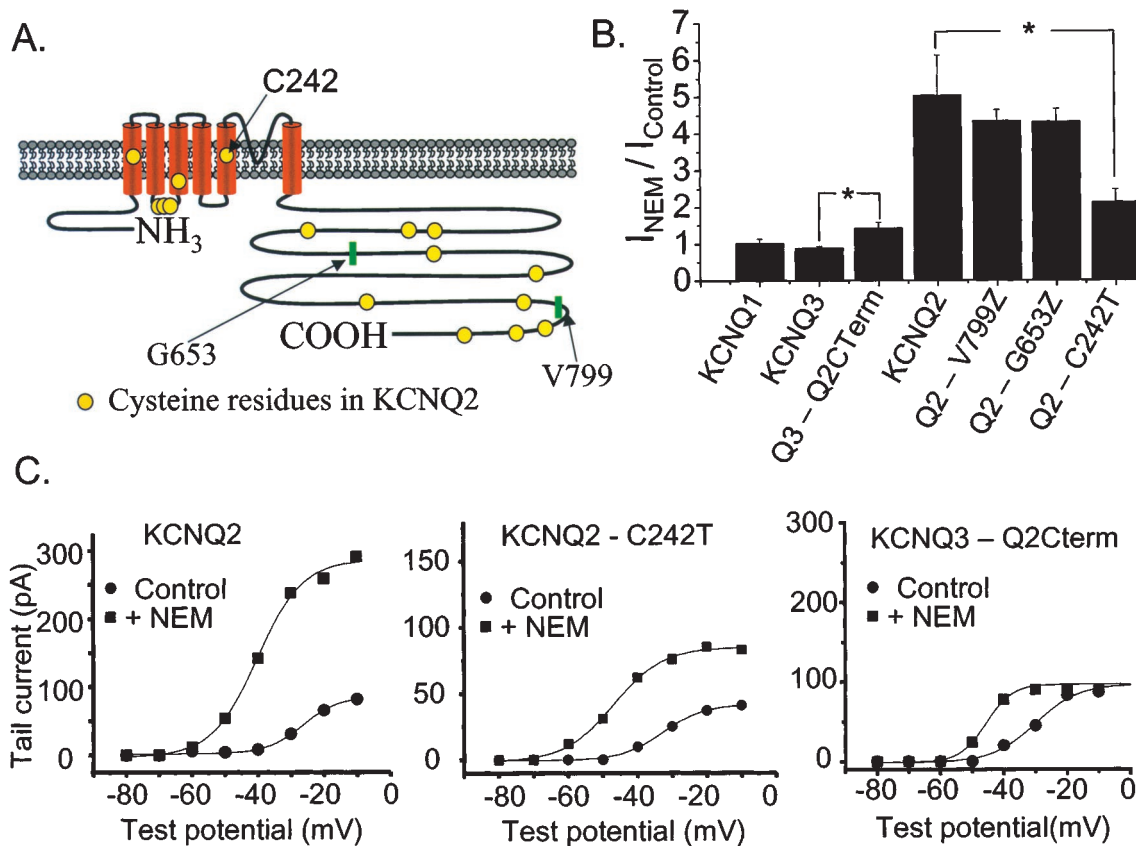 A.
C242
NH3
COOH
G653
V799
Cysteine residues in KCNQ2
B.
INEM / IControl
7
6
5
4
3
2
1
0
*
*
KCNQ1
KCNQ3
Q3 – Q2CTerm
KCNQ2
Q2 – V799Z
Q2 – G653Z
Q2 – C242T
C.
KCNQ2
Control
+ NEM
Tail current (pA)
300
200
100
0
-80 -60 -40 -20 0
Test potential (mV)
KCNQ2 - C242T
Control
+ NEM
150
100
50
0
-80 -60 -40 -20 0
Test potential (mV)
KCNQ3 – Q2Cterm
Control
+ NEM
300
200
100
0
-80 -60 -40 -20 0
Test potential(mV)